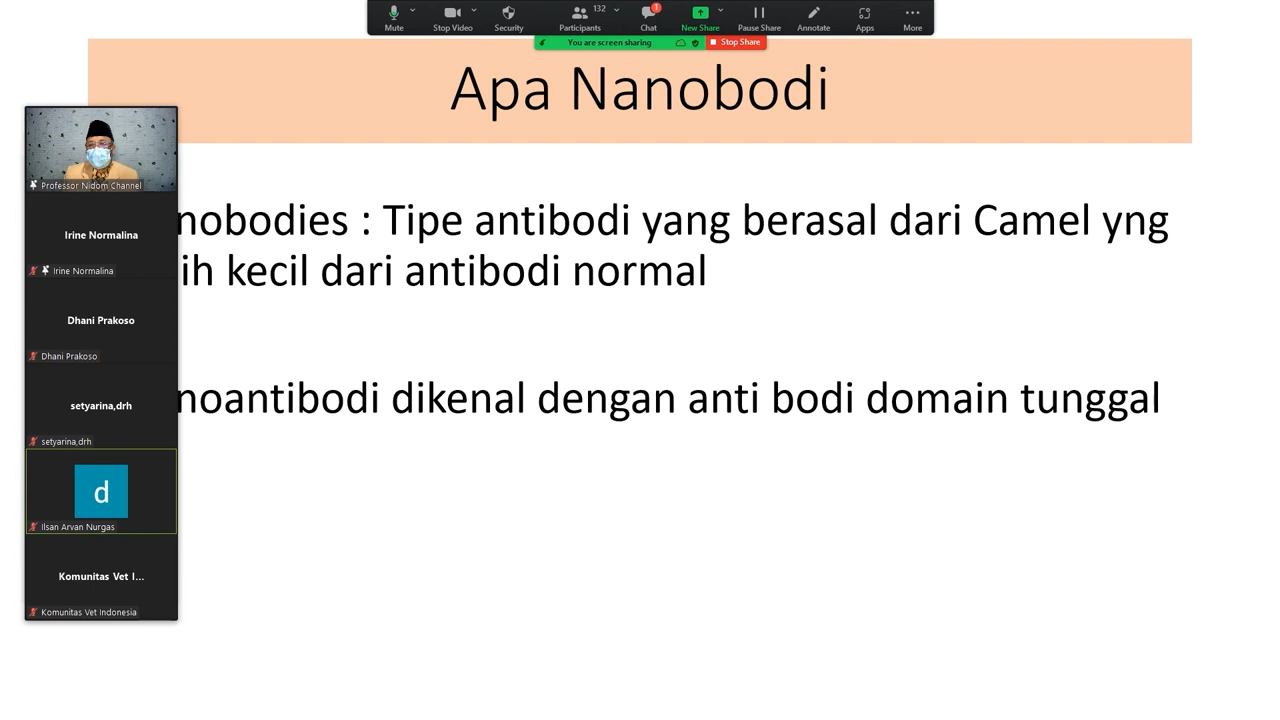 132
1
Mute
Stop Video
Security
Participants
Chat
New Share
Pause Share
Annotate
Apps
More
You are screen sharing
Stop Share
Apa Nanobodi
Professor Nidom Channel
nobodies : Tipe antibodi yang berasal dari Camel yng
ih kecil dari antibodi normal
noantibodi dikenal dengan anti bodi domain tunggal
Irine Normalina
Irine Normalina
Dhani Prakoso
Dhani Prakoso
setyarina,drh
setyarina,drh
d
Ilsan Arvan Nurgas
Komunitas Vet I...
Komunitas Vet Indonesia